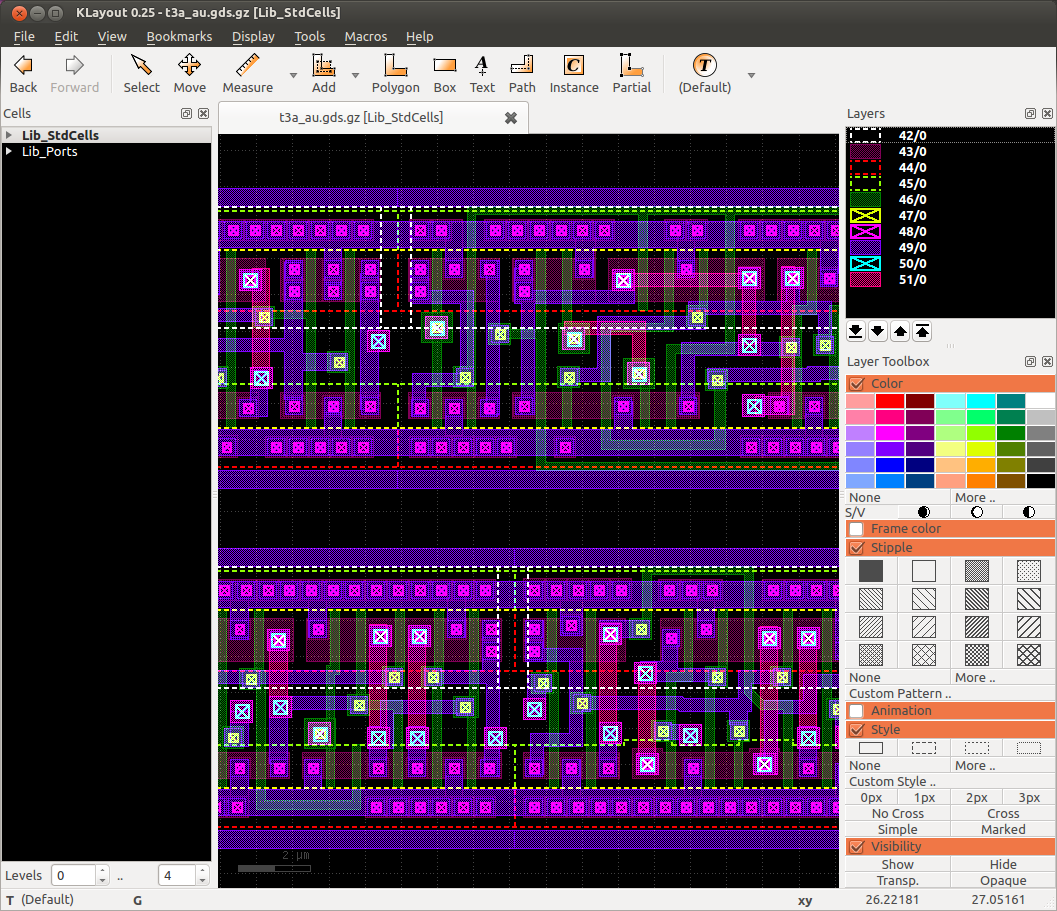 KLayout 0.25 - t3a_au.gds.gz [Lib_StdCells]
File Edit View Bookmarks Display Tools Macros Help
Back Forward Select Move Measure Add Polygon Box Text Path Instance Partial (Default)
Cells
Lib_StdCells
Lib_Ports
Levels 0 .. 4
t3a_au.gds.gz [Lib_StdCells]
2 µm
Layers
42/0
43/0
44/0
45/0
46/0
47/0
48/0
49/0
50/0
51/0
Layer Toolbox
Color
None More ..
S/V
Frame color
Stipple
None More ..
Custom Pattern ..
Animation
Style
None More ..
Custom Style ..
0px 1px 2px 3px
No Cross Cross
Simple Marked
Visibility
Show Hide
Transp. Opaque
T (Default) G xy 26.22181 27.05161